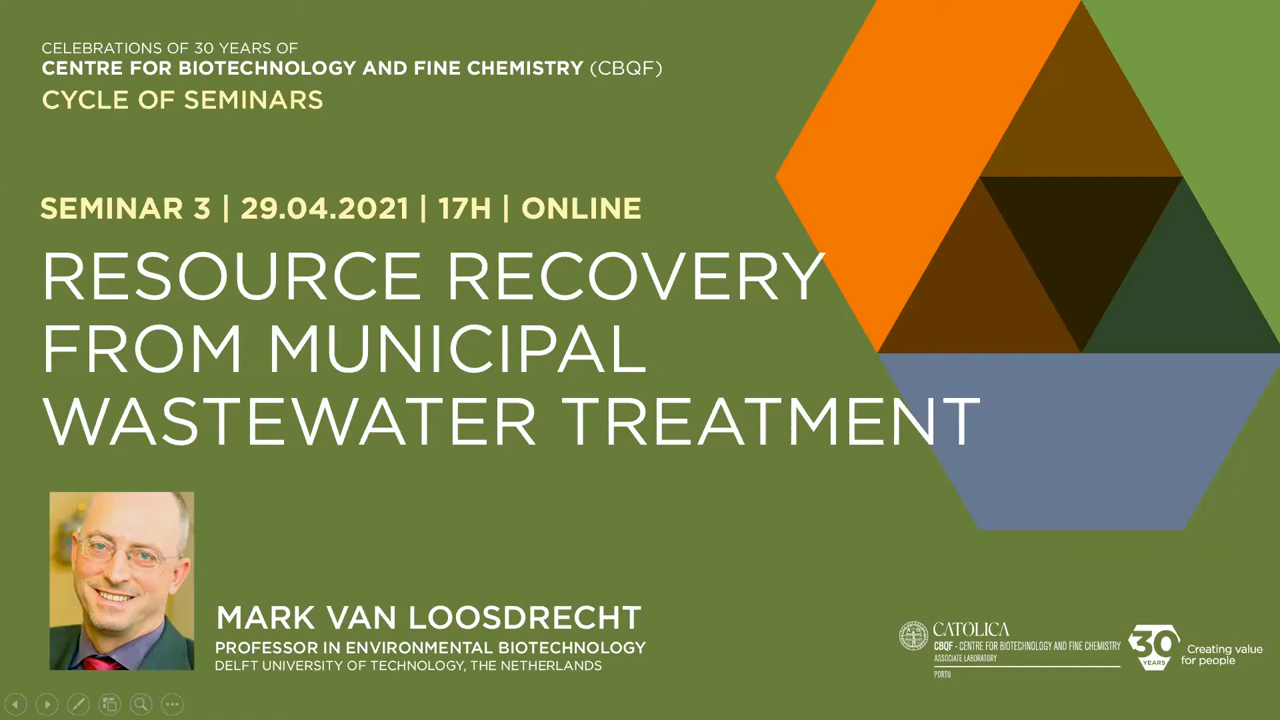 CELEBRATIONS OF 30 YEARS OF
CENTRE FOR BIOTECHNOLOGY AND FINE CHEMISTRY (CBQF)
CYCLE OF SEMINARS
SEMINAR 3 | 29.04.2021 | 17H | ONLINE
RESOURCE RECOVERY
FROM MUNICIPAL
WASTEWATER TREATMENT
MARK VAN LOOSDRECHT
PROFESSOR IN ENVIRONMENTAL BIOTECHNOLOGY
DELFT UNIVERSITY OF TECHNOLOGY, THE NETHERLANDS
CATOLICA
CBQF · CENTRE FOR BIOTECHNOLOGY AND FINE CHEMISTRY
ASSOCIATE LABORATORY
PORTO
30
YEARS
Creating value
for people